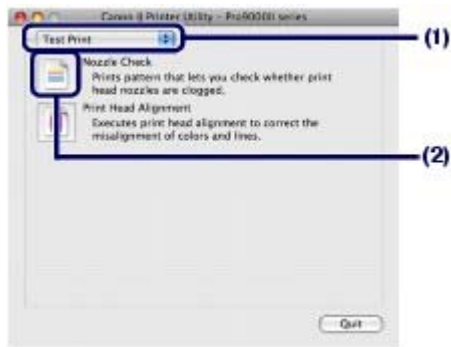 Canon IJ Printer Utility - Pro9000II series
Test Print
(1)
Nozzle Check
Prints pattern that lets you check whether print
head nozzles are clogged.
Print Head Alignment
Executes print head alignment to correct the
misalignment of colors and lines.
(2)
Quit